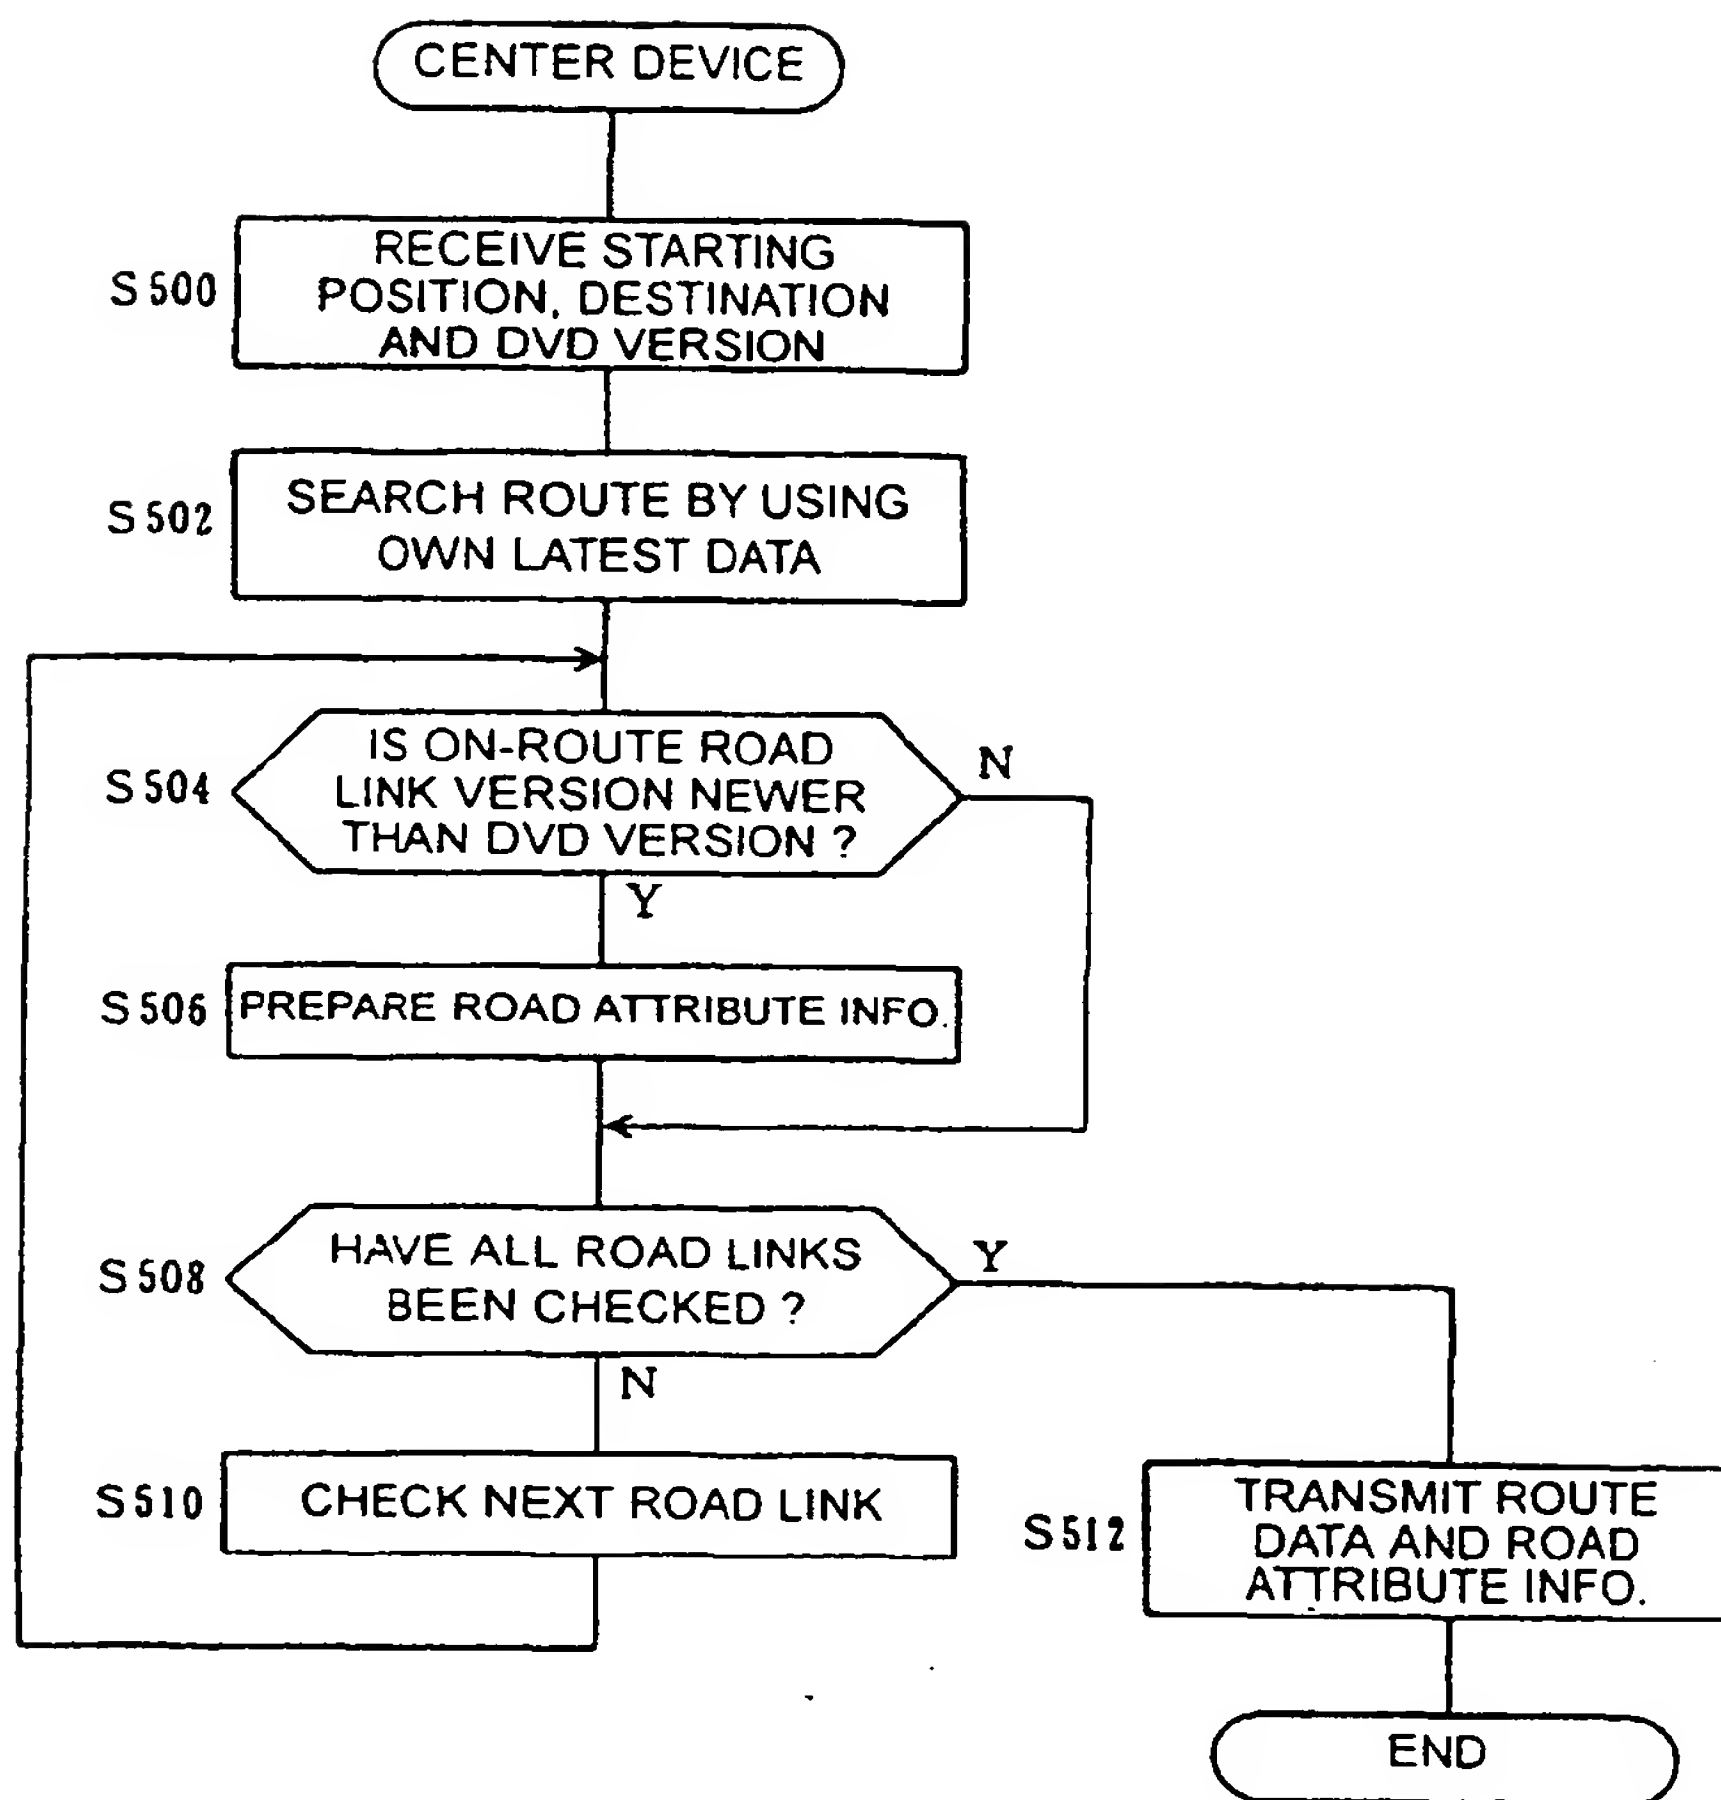 CENTER DEVICE
S500
RECEIVE STARTING
POSITION, DESTINATION
AND DVD VERSION
S502
SEARCH ROUTE BY USING
OWN LATEST DATA
S504
IS ON-ROUTE ROAD
LINK VERSION NEWER
THAN DVD VERSION ?
N
Y
S506
PREPARE ROAD ATTRIBUTE INFO.
S508
HAVE ALL ROAD LINKS
BEEN CHECKED ?
Y
N
S510
CHECK NEXT ROAD LINK
S512
TRANSMIT ROUTE
DATA AND ROAD
ATTRIBUTE INFO.
END